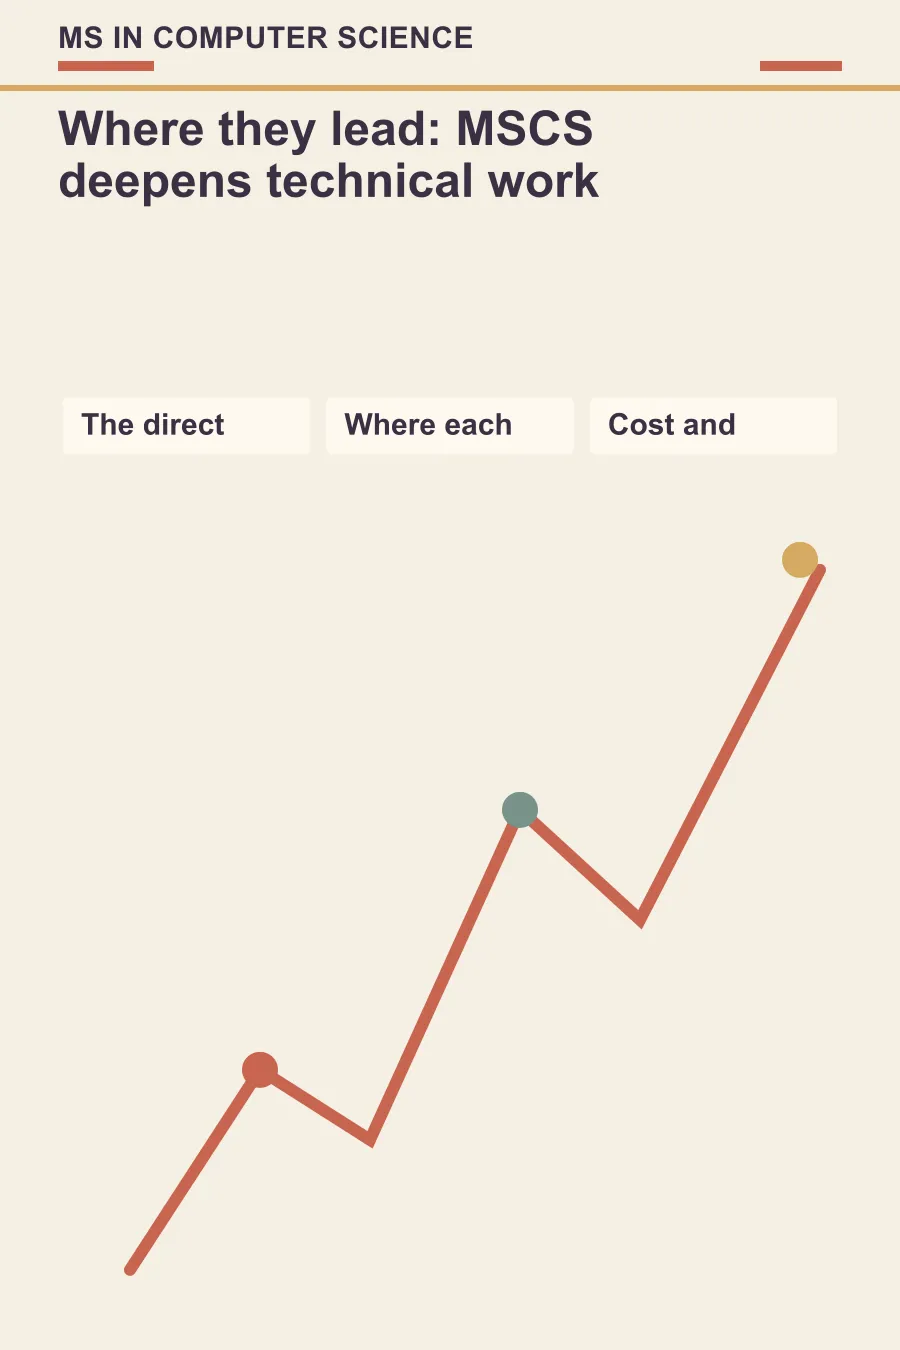 MS IN COMPUTER SCIENCE
Where they lead: MSCS
deepens technical work
The direct
Where each
Cost and